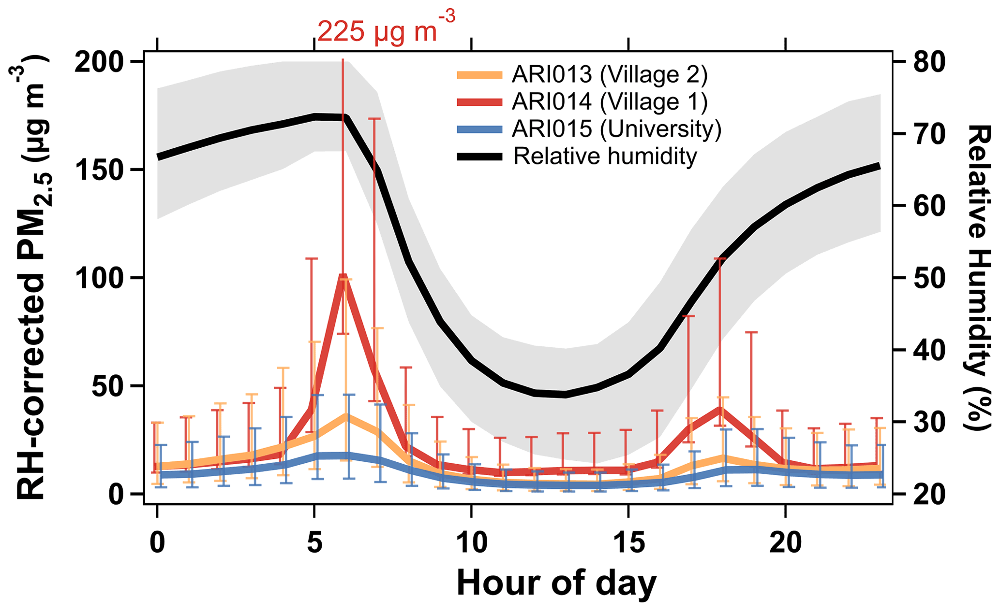 225 µg m-3
RH-corrected PM2.5 (µg m-3)
200
150
100
50
0
ARI013 (Village 2)
ARI014 (Village 1)
ARI015 (University)
Relative humidity
80
70
60
50
40
30
20
Relative Humidity (%)
0 5 10 15 20
Hour of day